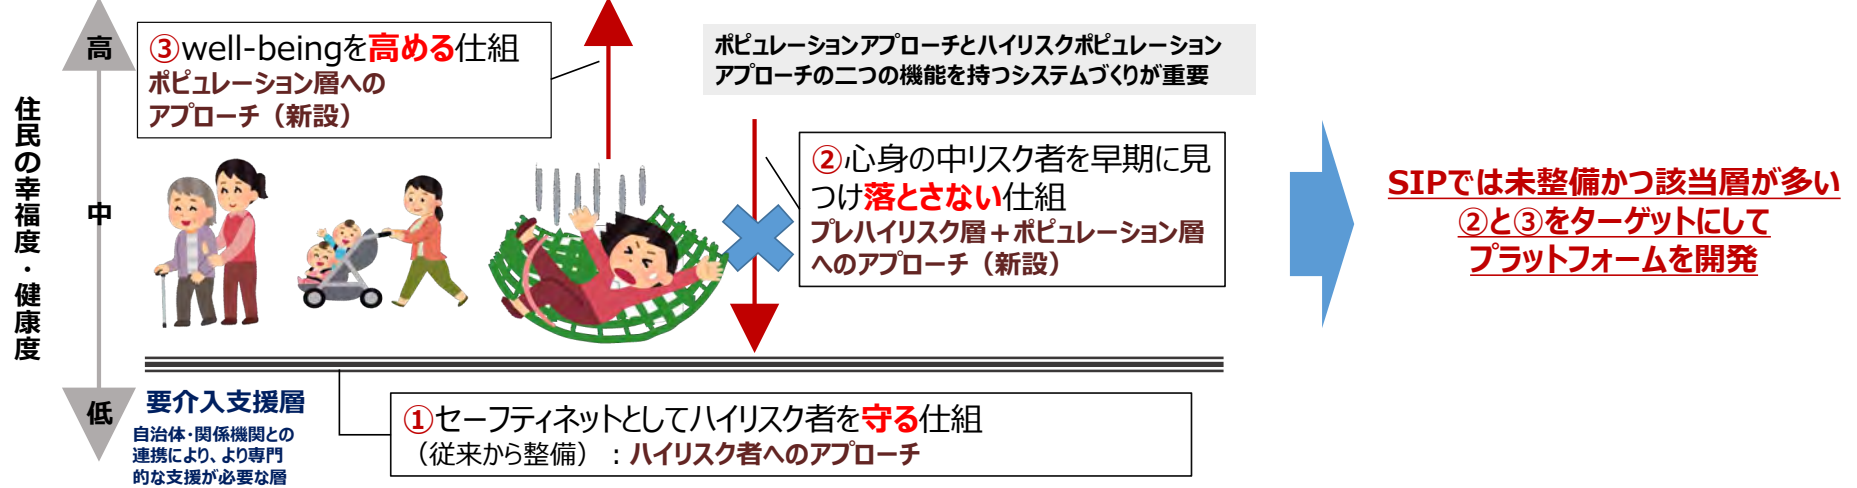 住民の幸福度・健康度
高
中
低
③well-beingを高める仕組
ポピュレーション層への
アプローチ（新設）
ポピュレーションアプローチとハイリスクポピュレーション
アプローチの二つの機能を持つシステムづくりが重要
②心身の中リスク者を早期に見
つけ落とさない仕組
プレハイリスク層＋ポピュレーション層
へのアプローチ（新設）
要介入支援層
自治体・関係機関との
連携により、より専門
的な支援が必要な層
①セーフティネットとしてハイリスク者を守る仕組
（従来から整備）：ハイリスク者へのアプローチ
SIPでは未整備かつ該当層が多い
②と③をターゲットにして
プラットフォームを開発